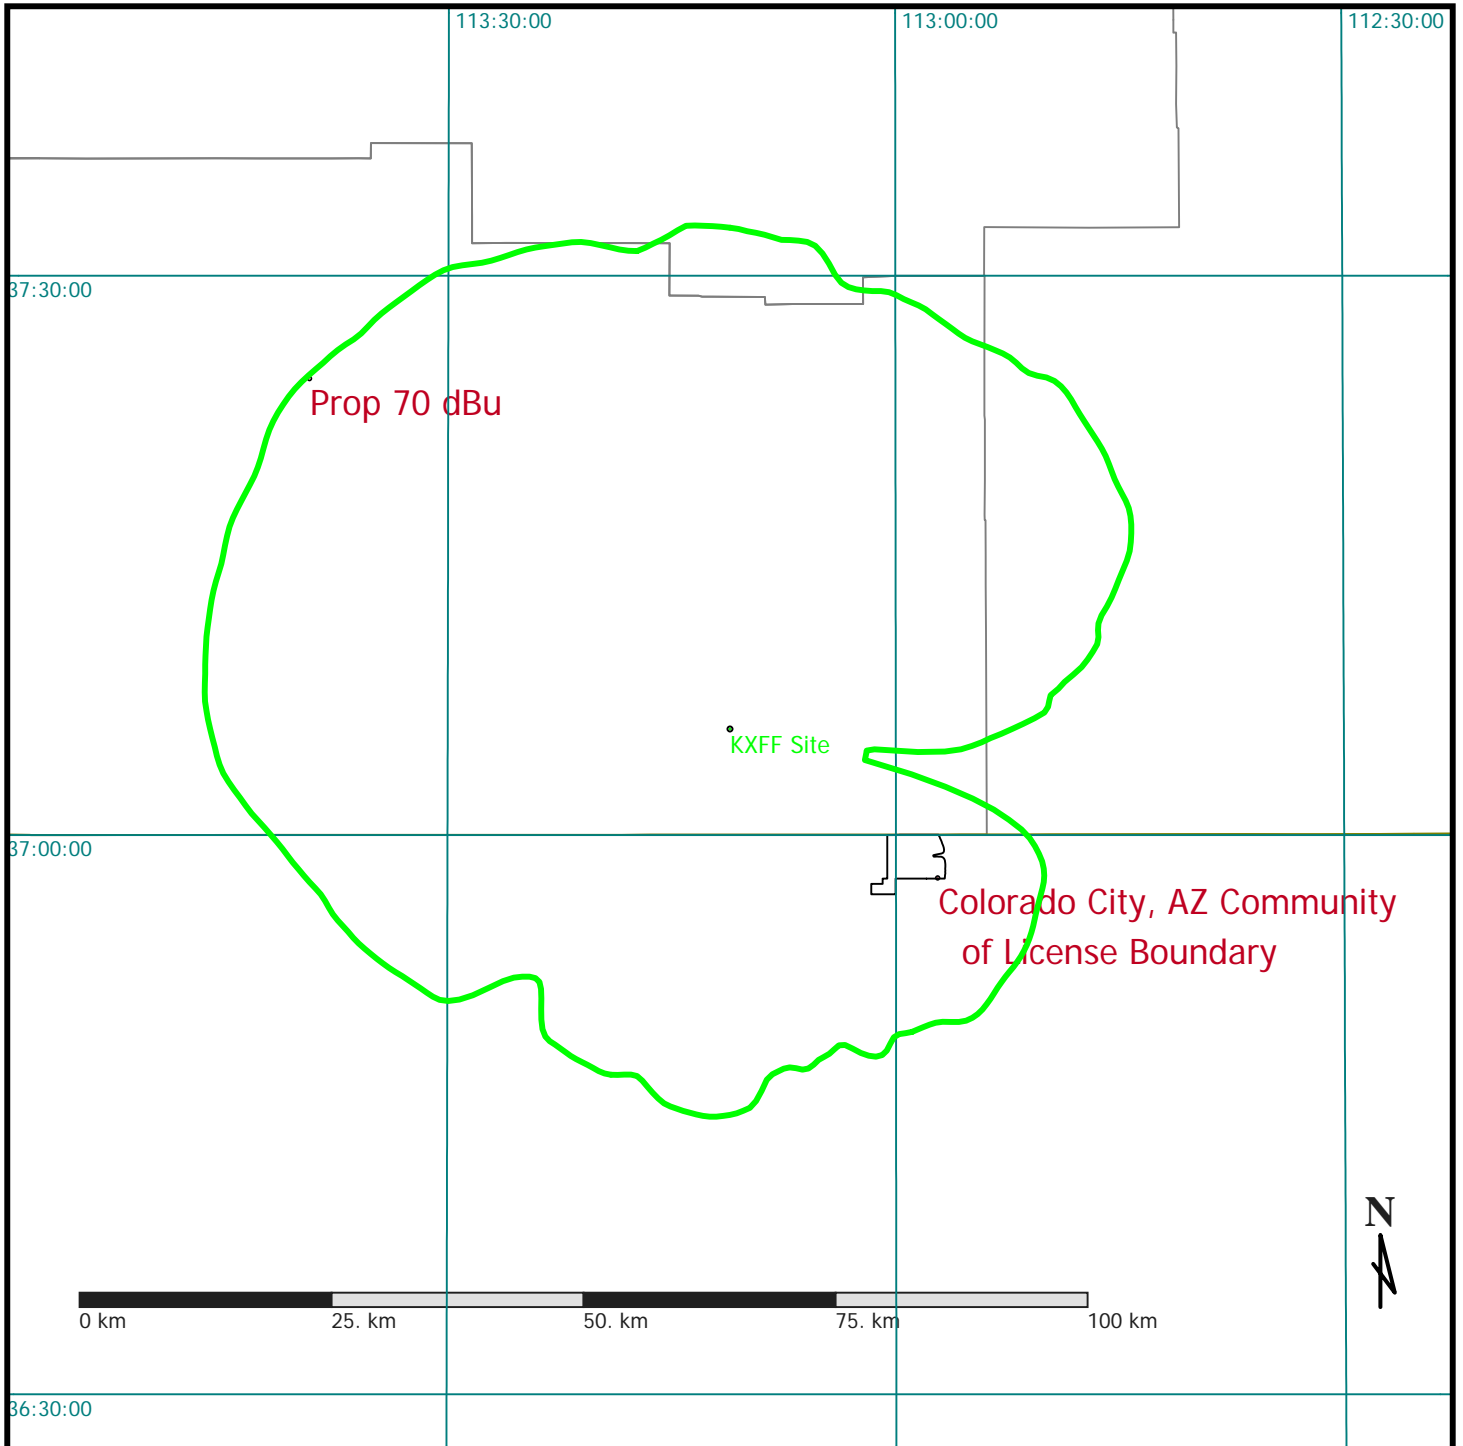 113:30:00
113:00:00
112:30:00
37:30:00
Prop 70 dBu
KXFF Site
37:00:00
Colorado City, AZ Community
of License Boundary
N
0 km
25. km
50. km
75. km
100 km
36:30:00